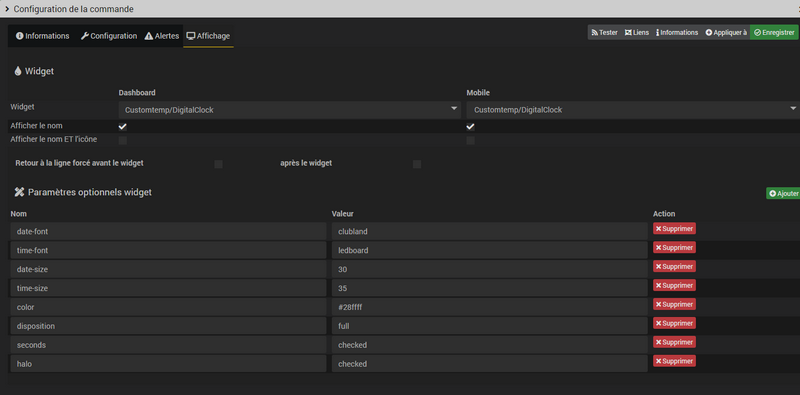 Configuration de la commande
Informations Configuration Alertes Affichage Tester Liens Informations Appliquer à Enregistrer
Widget
Dashboard Mobile
Widget Customtemp/DigitalClock Customtemp/DigitalClock
Afficher le nom
Afficher le nom ET l'icône
Retour à la ligne forcé avant le widget après le widget
Paramètres optionnels widget Ajouter
Nom Valeur Action
date-font clubland Supprimer
time-font ledboard Supprimer
date-size 30 Supprimer
time-size 35 Supprimer
color #28ffff Supprimer
disposition full Supprimer
seconds checked Supprimer
halo checked Supprimer